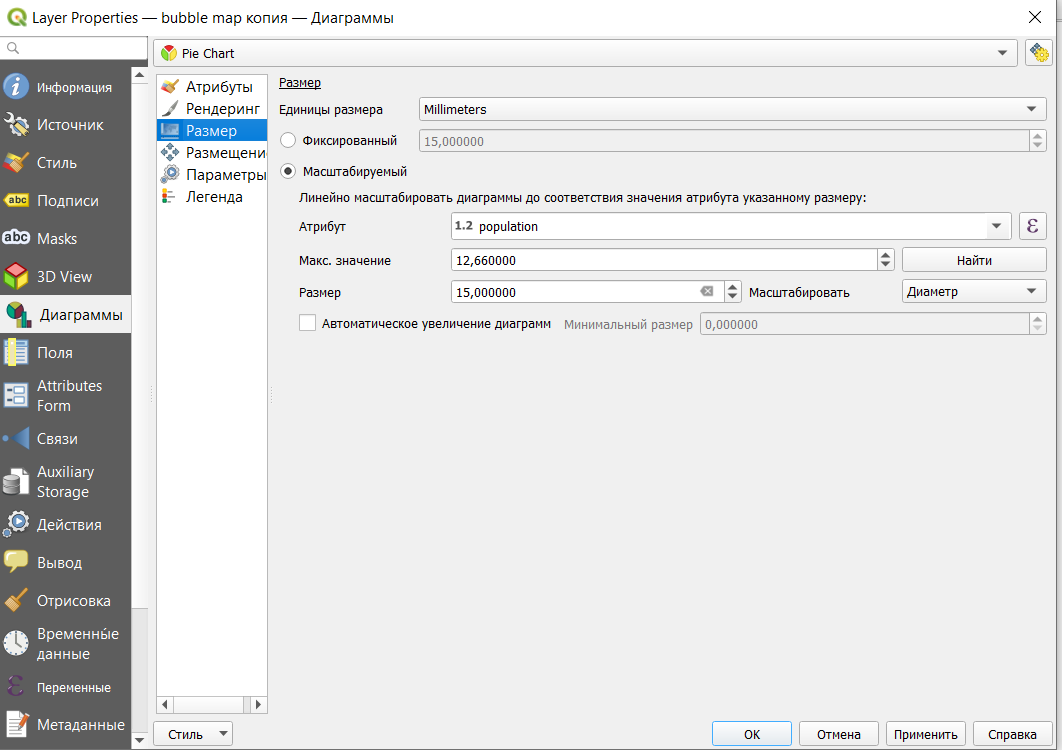 Layer Properties — bubble map копия — Диаграммы
Pie Chart
Информация
Источник
Стиль
abc Подписи
abc Masks
3D View
Диаграммы
Поля
Attributes
Form
Связи
Auxiliary
Storage
Действия
Вывод
Отрисовка
Временны́е
данные
ε Переменные
Метаданные
Атрибуты
Рендеринг
Размер
Размещени
Параметры
Легенда
Размер
Единицы размера Millimeters
Фиксированный 15,000000
Масштабируемый
Линейно масштабировать диаграммы до соответствия значения атрибута указанному размеру:
Атрибут 1.2 population ε
Макс. значение 12,660000 Найти
Размер 15,000000 Масштабировать Диаметр
Автоматическое увеличение диаграмм Минимальный размер 0,000000
Стиль OK Отмена Применить Справка